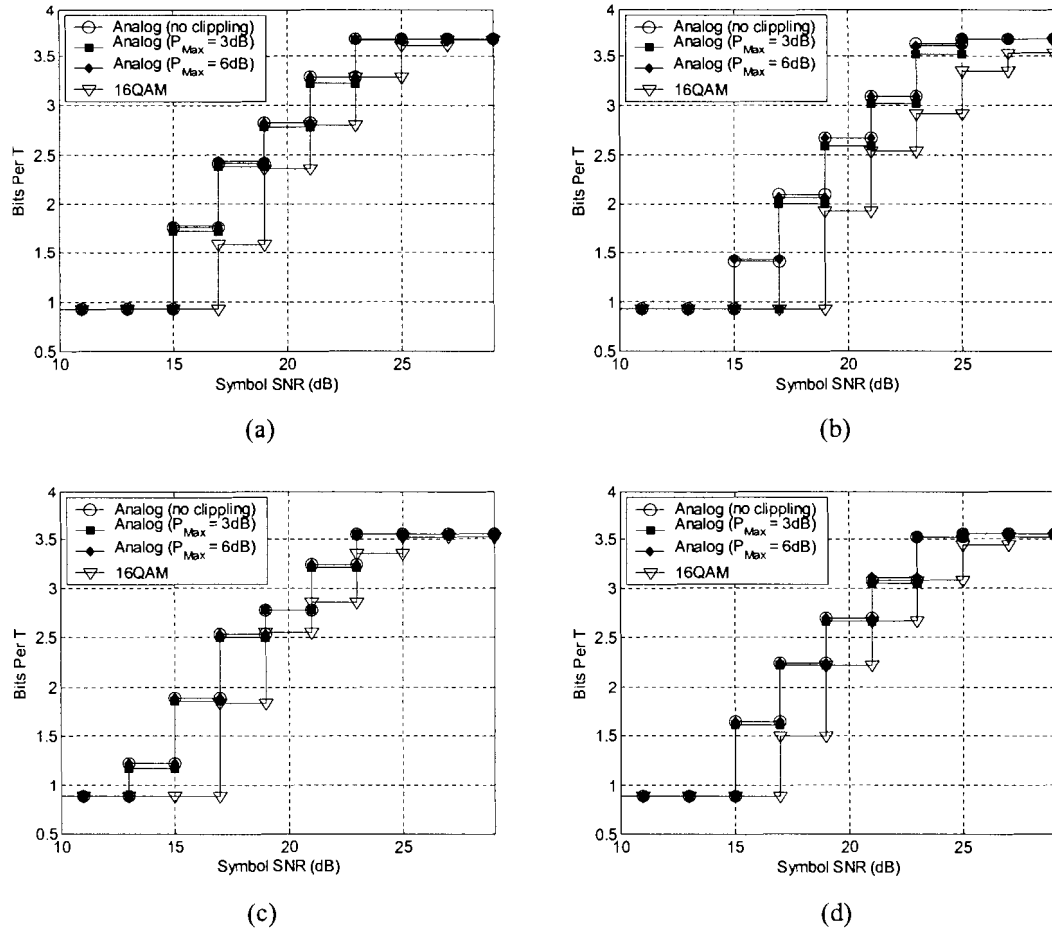 4
3.5
3
2.5
2
1.5
1
0.5
Bits Per T
Analog (no clippling)
Analog (P_Max = 3dB)
Analog (P_Max = 6dB)
16QAM
10 15 20 25
Symbol SNR (dB)
(a)
4
3.5
3
2.5
2
1.5
1
0.5
Bits Per T
Analog (no clippling)
Analog (P_Max = 3dB)
Analog (P_Max = 6dB)
16QAM
10 15 20 25
Symbol SNR (dB)
(b)
4
3.5
3
2.5
2
1.5
1
0.5
Bits Per T
Analog (no clippling)
Analog (P_Max = 3dB)
Analog (P_Max = 6dB)
16QAM
10 15 20 25
Symbol SNR (dB)
(c)
4
3.5
3
2.5
2
1.5
1
0.5
Bits Per T
Analog (no clippling)
Analog (P_Max = 3dB)
Analog (P_Max = 6dB)
16QAM
10 15 20 25
Symbol SNR (dB)
(d)